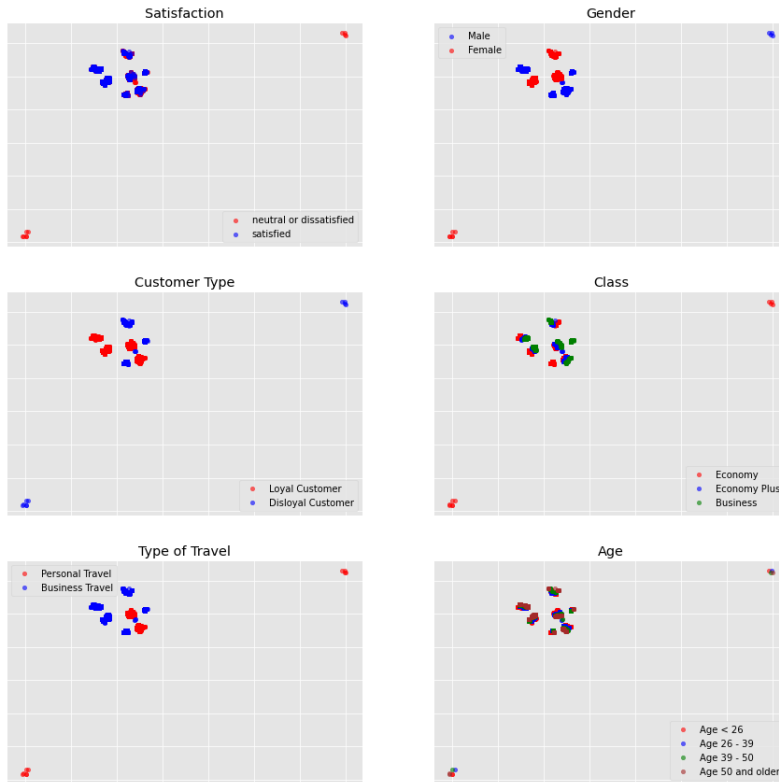 Satisfaction
neutral or dissatisfied
satisfied
Gender
Male
Female
Customer Type
Loyal Customer
Disloyal Customer
Class
Economy
Economy Plus
Business
Type of Travel
Personal Travel
Business Travel
Age
Age < 26
Age 26 - 39
Age 39 - 50
Age 50 and older